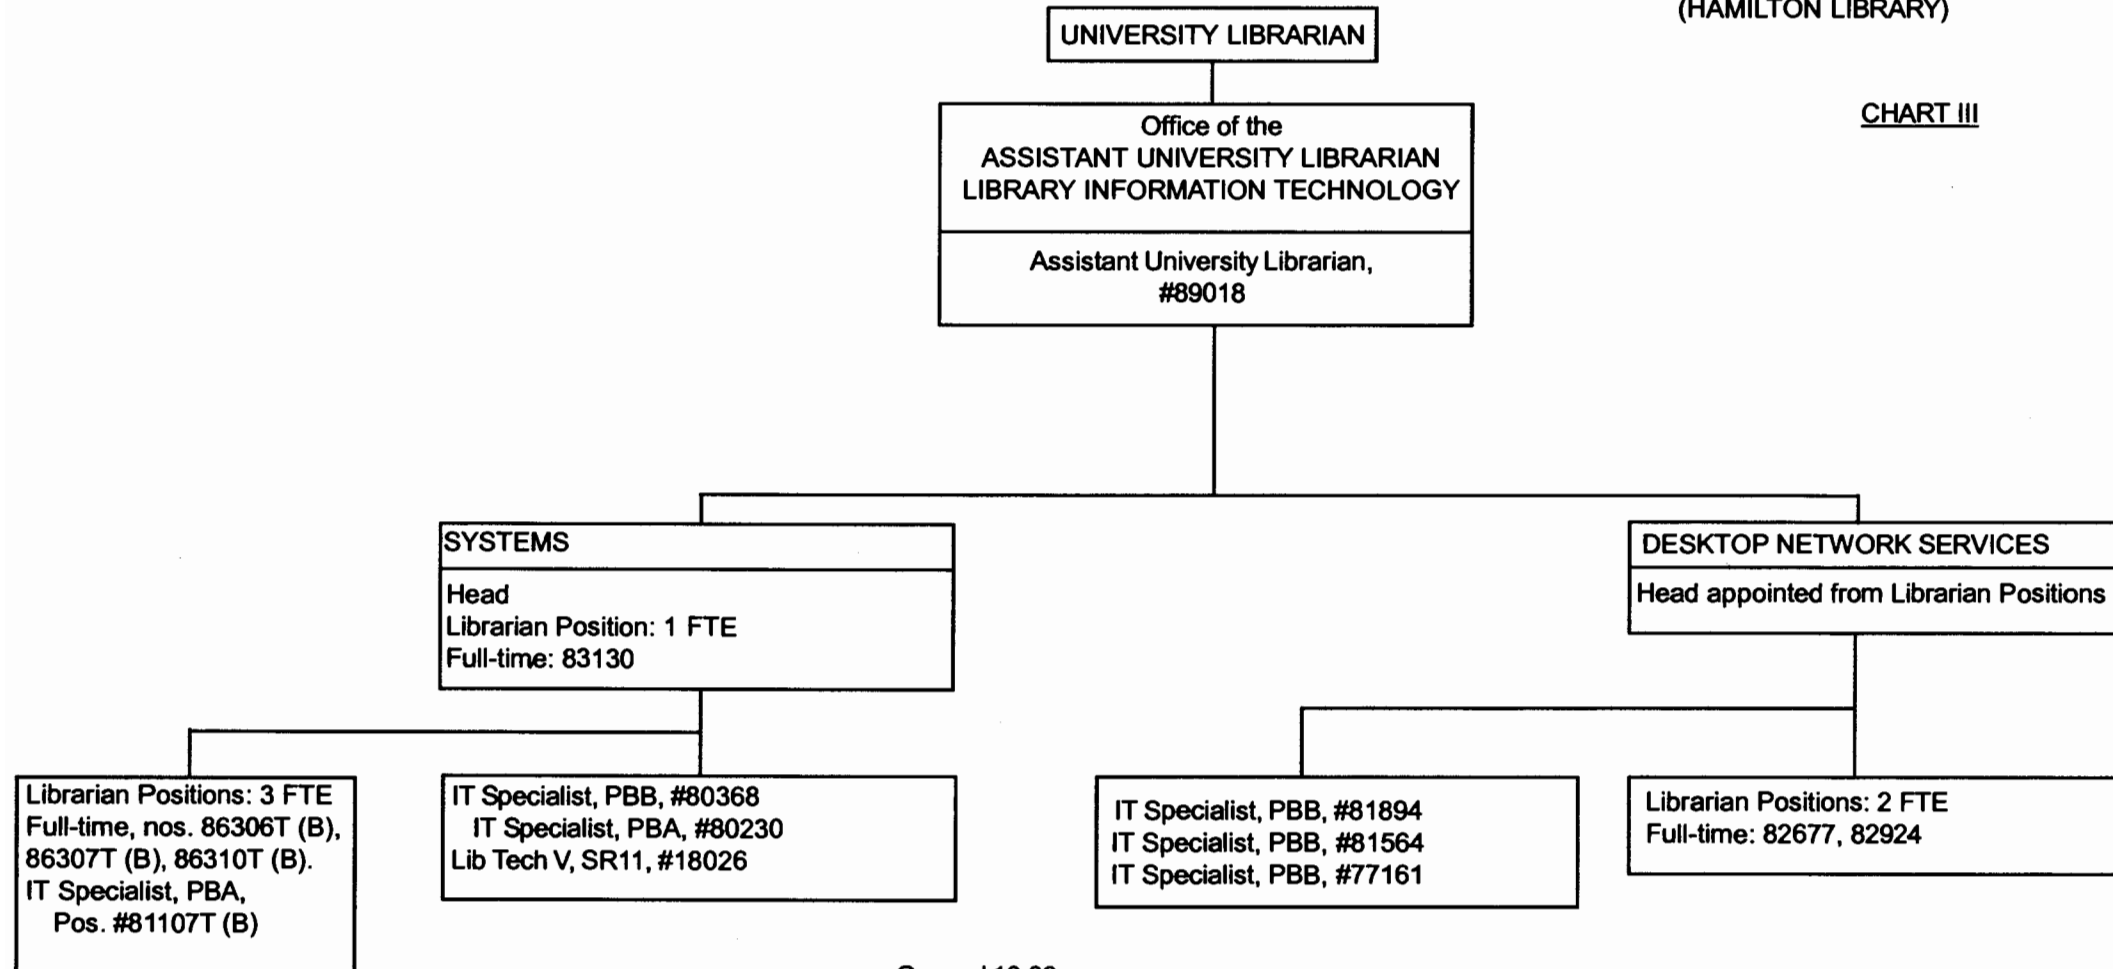 (HAMILTON LIBRARY)
UNIVERSITY LIBRARIAN
CHART III
Office of the
ASSISTANT UNIVERSITY LIBRARIAN
LIBRARY INFORMATION TECHNOLOGY
Assistant University Librarian,
#89018
SYSTEMS
Head
Librarian Position: 1 FTE
Full-time: 83130
DESKTOP NETWORK SERVICES
Head appointed from Librarian Positions
Librarian Positions: 3 FTE
Full-time, nos. 86306T (B),
86307T (B), 86310T (B).
IT Specialist, PBA,
Pos. #81107T (B)
IT Specialist, PBB, #80368
IT Specialist, PBA, #80230
Lib Tech V, SR11, #18026
IT Specialist, PBB, #81894
IT Specialist, PBB, #81564
IT Specialist, PBB, #77161
Librarian Positions: 2 FTE
Full-time: 82677, 82924